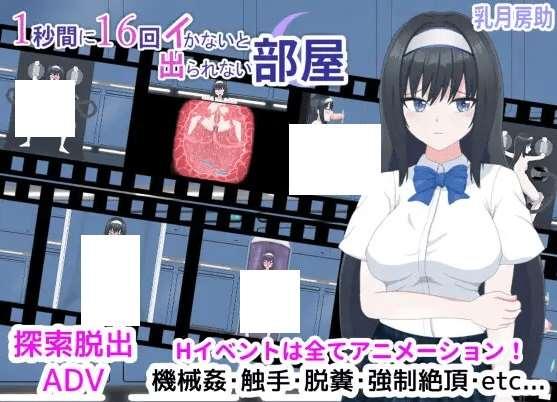 乳月房助
1秒間に16回イかないと
出られない部屋
探索脱出
ADV
Hイベントは全てアニメーション!
機械姦・触手・脱糞・強制絶頂・etc...